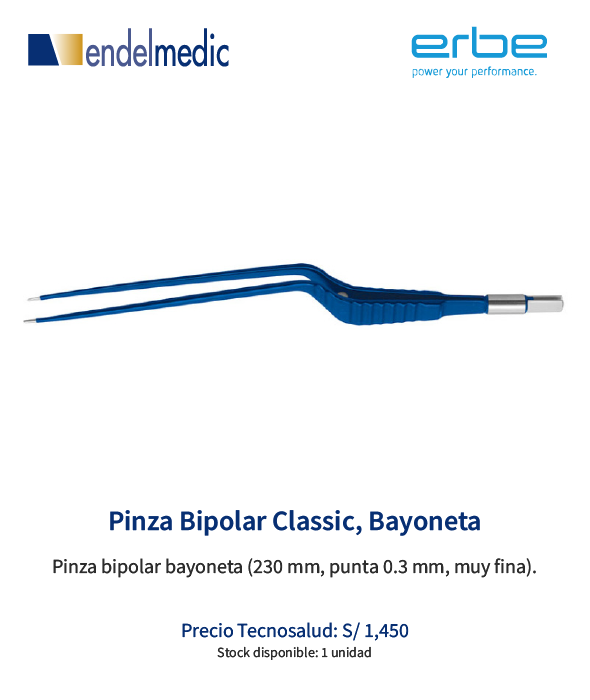 endelmedic
erbe
power your performance.
Pinza Bipolar Classic, Bayoneta
Pinza bipolar bayoneta (230 mm, punta 0.3 mm, muy fina).
Precio Tecnosalud: S/ 1,450
Stock disponible: 1 unidad